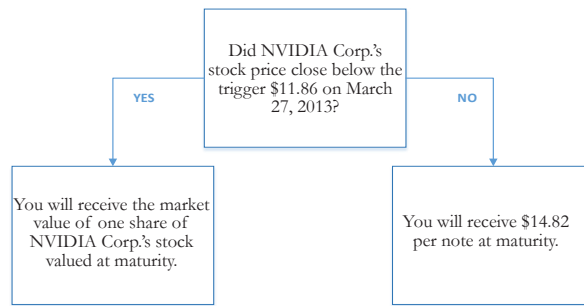 Did NVIDIA Corp.'s
stock price close below the
trigger $11.86 on March
27, 2013?
YES
NO
You will receive the market
value of one share of
NVIDIA Corp.'s stock
valued at maturity.
You will receive $14.82
per note at maturity.